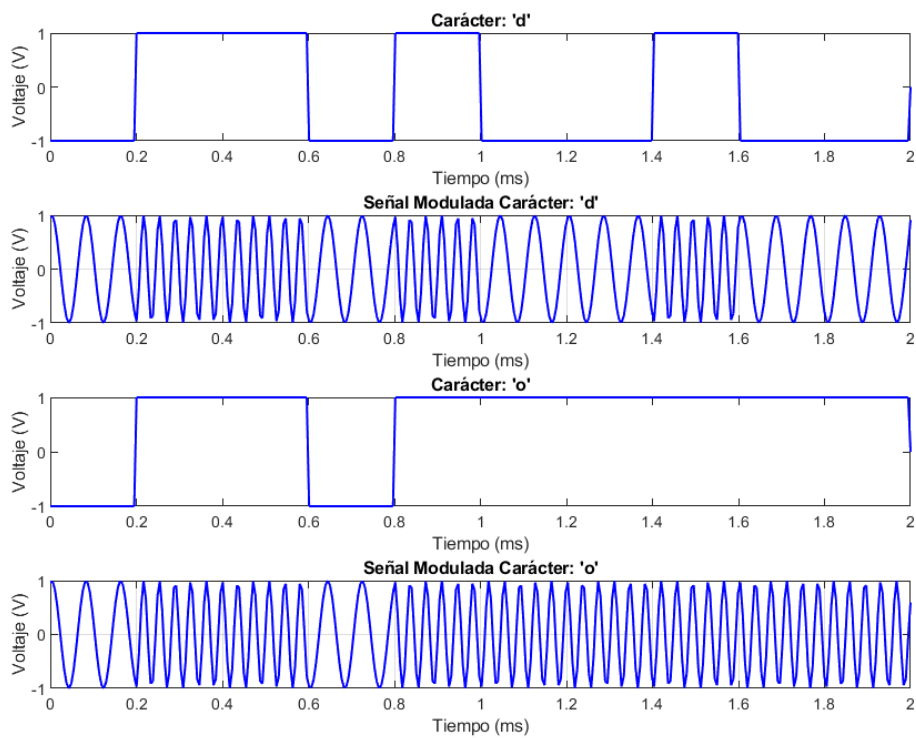 Carácter: 'd'
Voltaje (V)
1
0
-1
0 0.2 0.4 0.6 0.8 1 1.2 1.4 1.6 1.8 2
Tiempo (ms)
Señal Modulada Carácter: 'd'
Voltaje (V)
1
0
-1
0 0.2 0.4 0.6 0.8 1 1.2 1.4 1.6 1.8 2
Tiempo (ms)
Carácter: 'o'
Voltaje (V)
1
0
-1
0 0.2 0.4 0.6 0.8 1 1.2 1.4 1.6 1.8 2
Tiempo (ms)
Señal Modulada Carácter: 'o'
Voltaje (V)
1
0
-1
0 0.2 0.4 0.6 0.8 1 1.2 1.4 1.6 1.8 2
Tiempo (ms)